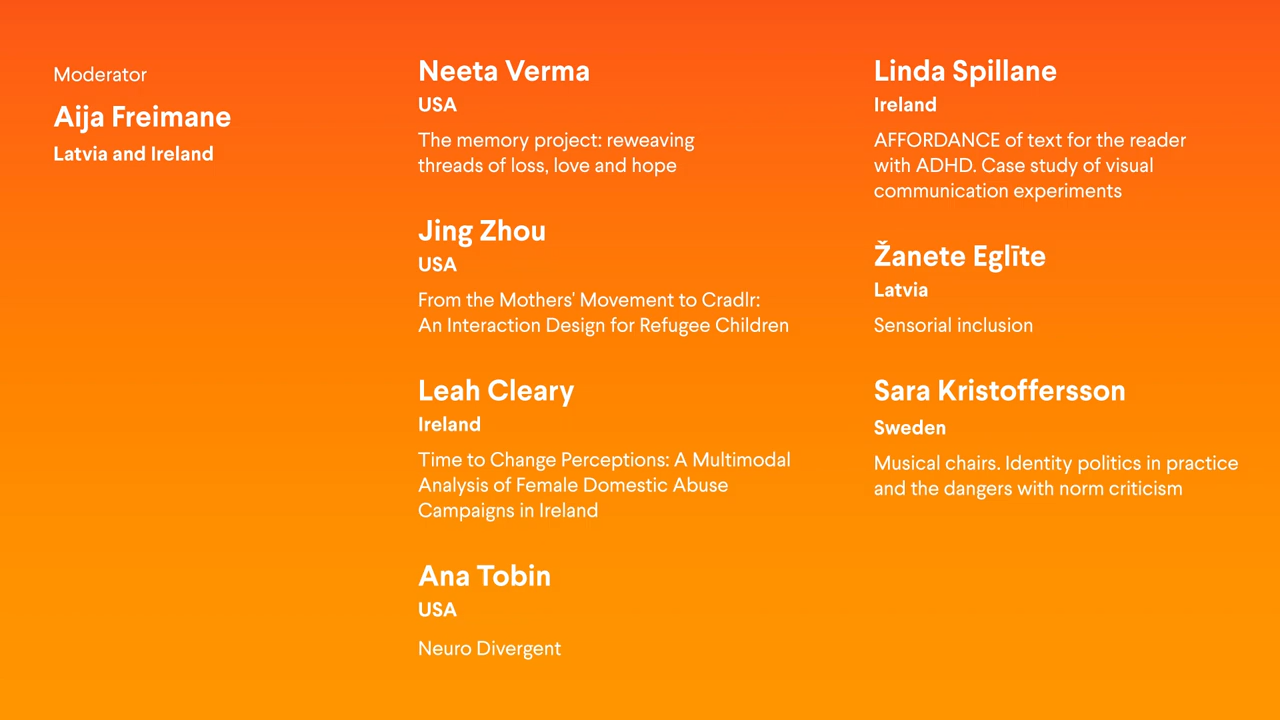 Moderator
Aija Freimane
Latvia and Ireland
Neeta Verma
USA
The memory project: reweaving
threads of loss, love and hope
Jing Zhou
USA
From the Mothers' Movement to Cradlr:
An Interaction Design for Refugee Children
Leah Cleary
Ireland
Time to Change Perceptions: A Multimodal
Analysis of Female Domestic Abuse
Campaigns in Ireland
Ana Tobin
USA
Neuro Divergent
Linda Spillane
Ireland
AFFORDANCE of text for the reader
with ADHD. Case study of visual
communication experiments
Žanete Eglīte
Latvia
Sensorial inclusion
Sara Kristoffersson
Sweden
Musical chairs. Identity politics in practice
and the dangers with norm criticism